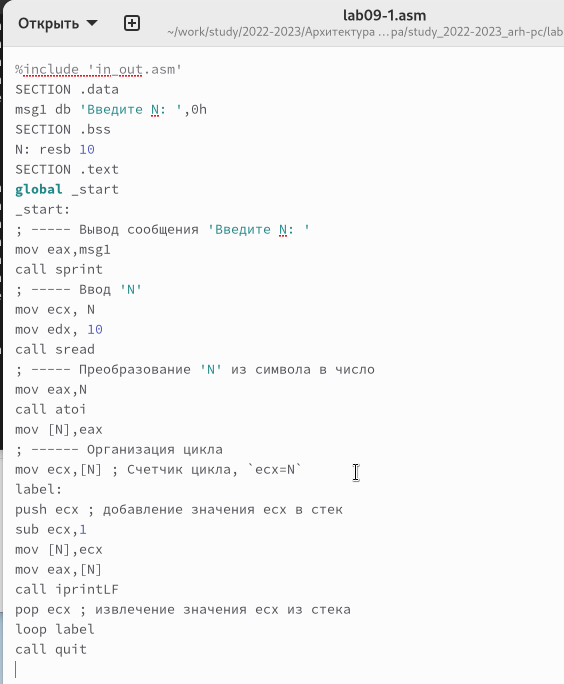 Открыть
lab09-1.asm
~/work/study/2022-2023/Архитектура …pa/study_2022-2023_arh-pc/lab
%include 'in_out.asm'
SECTION .data
msg1 db 'Введите N: ',0h
SECTION .bss
N: resb 10
SECTION .text
global _start
_start:
; ----- Вывод сообщения 'Введите N: '
mov eax,msg1
call sprint
; ----- Ввод 'N'
mov ecx, N
mov edx, 10
call sread
; ----- Преобразование 'N' из символа в число
mov eax,N
call atoi
mov [N],eax
; ------ Организация цикла
mov ecx,[N] ; Счетчик цикла, `ecx=N`
label:
push ecx ; добавление значения ecx в стек
sub ecx,1
mov [N],ecx
mov eax,[N]
call iprintLF
pop ecx ; извлечение значения ecx из стека
loop label
call quit